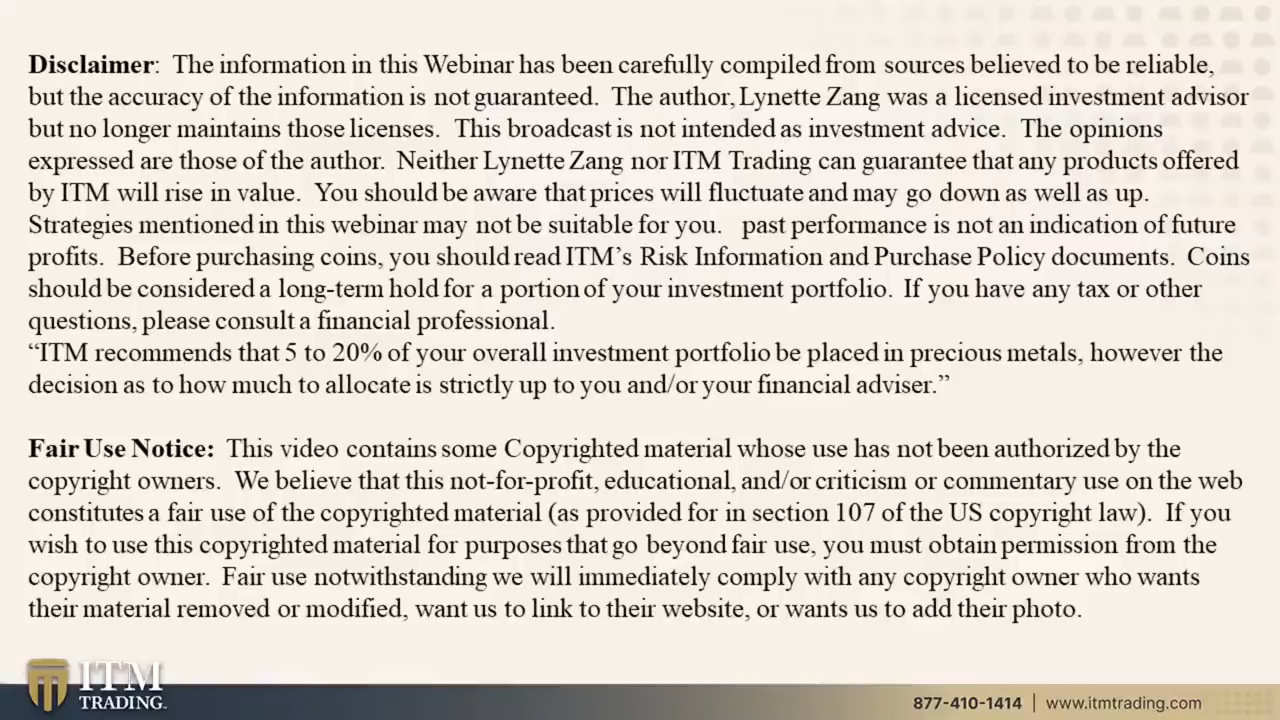 Disclaimer: The information in this Webinar has been carefully compiled from sources believed to be reliable,
but the accuracy of the information is not guaranteed. The author, Lynette Zang was a licensed investment advisor
but no longer maintains those licenses. This broadcast is not intended as investment advice. The opinions
expressed are those of the author. Neither Lynette Zang nor ITM Trading can guarantee that any products offered
by ITM will rise in value. You should be aware that prices will fluctuate and may go down as well as up.
Strategies mentioned in this webinar may not be suitable for you. past performance is not an indication of future
profits. Before purchasing coins, you should read ITM's Risk Information and Purchase Policy documents. Coins
should be considered a long-term hold for a portion of your investment portfolio. If you have any tax or other
questions, please consult a financial professional.
“ITM recommends that 5 to 20% of your overall investment portfolio be placed in precious metals, however the
decision as to how much to allocate is strictly up to you and/or your financial adviser.”
Fair Use Notice: This video contains some Copyrighted material whose use has not been authorized by the
copyright owners. We believe that this not-for-profit, educational, and/or criticism or commentary use on the web
constitutes a fair use of the copyrighted material (as provided for in section 107 of the US copyright law). If you
wish to use this copyrighted material for purposes that go beyond fair use, you must obtain permission from the
copyright owner. Fair use notwithstanding we will immediately comply with any copyright owner who wants
their material removed or modified, want us to link to their website, or wants us to add their photo.
ITM
TRADING
877-410-1414 | www.itmtrading.com